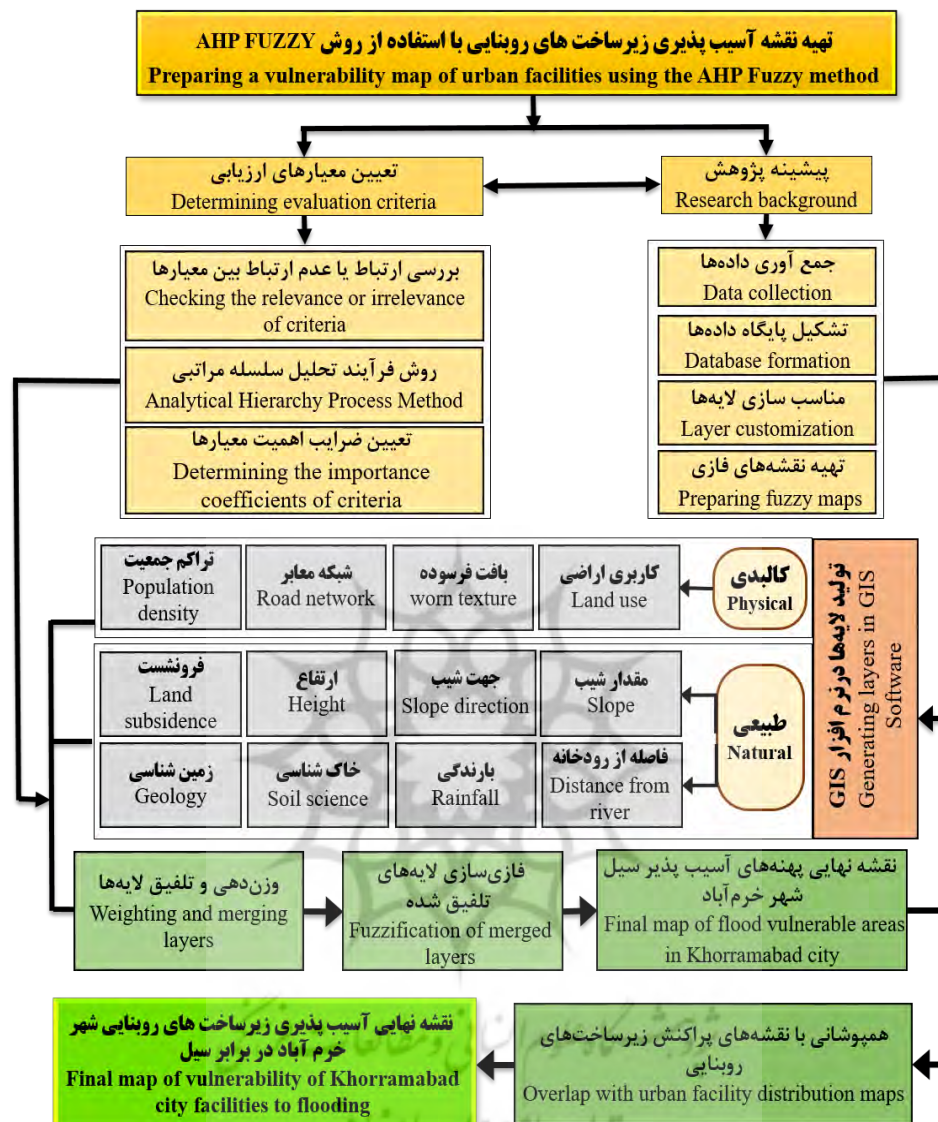 تهیه نقشه آسیب پذیری زیرساخت های روبنایی با استفاده از روش AHP FUZZY
Preparing a vulnerability map of urban facilities using the AHP Fuzzy method
تعیین معیارهای ارزیابی
Determining evaluation criteria
پیشینه پژوهش
Research background
بررسی ارتباط یا عدم ارتباط بین معیارها
Checking the relevance or irrelevance
of criteria
روش فرآیند تحلیل سلسله مراتبی
Analytical Hierarchy Process Method
تعیین ضرایب اهمیت معیارها
Determining the importance
coefficients of criteria
جمع آوری داده‌ها
Data collection
تشکیل پایگاه داده‌ها
Database formation
مناسب سازی لایه‌ها
Layer customization
تهیه نقشه‌های فازی
Preparing fuzzy maps
تراکم جمعیت
Population
density
شبکه معابر
Road network
بافت فرسوده
worn texture
کاربری اراضی
Land use
کالبدی
Physical
فرونشست
Land
subsidence
ارتفاع
Height
جهت شیب
Slope direction
مقدار شیب
Slope
طبیعی
Natural
زمین شناسی
Geology
خاک شناسی
Soil science
بارندگی
Rainfall
فاصله از رودخانه
Distance from
river
تولید لایه‌ها درنرم افزار GIS
Generating layers in GIS
Software
وزن‌دهی و تلفیق لایه‌ها
Weighting and merging
layers
فازی‌سازی لایه‌های
تلفیق شده
Fuzzification of merged
layers
نقشه نهایی پهنه‌های آسیب پذیر سیل
شهر خرم‌آباد
Final map of flood vulnerable areas
in Khorramabad city
نقشه نهایی آسیب پذیری زیرساخت های روبنایی شهر
خرم آباد در برابر سیل
Final map of vulnerability of Khorramabad
city facilities to flooding
همپوشانی با نقشه‌های پراکنش زیرساخت‌های
روبنایی
Overlap with urban facility distribution maps